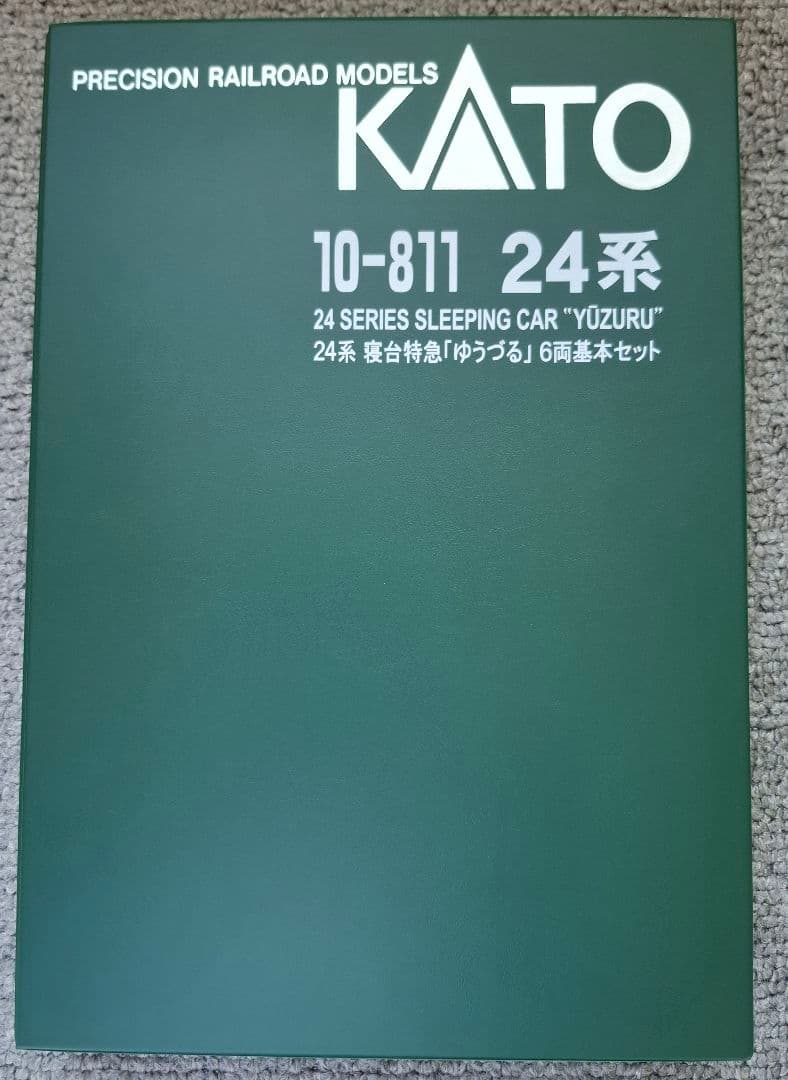 PRECISION RAILROAD MODELS
KATO
10-811 24系
24 SERIES SLEEPING CAR "YŪZURU"
24系 寝台特急「ゆうづる」 6両基本セット